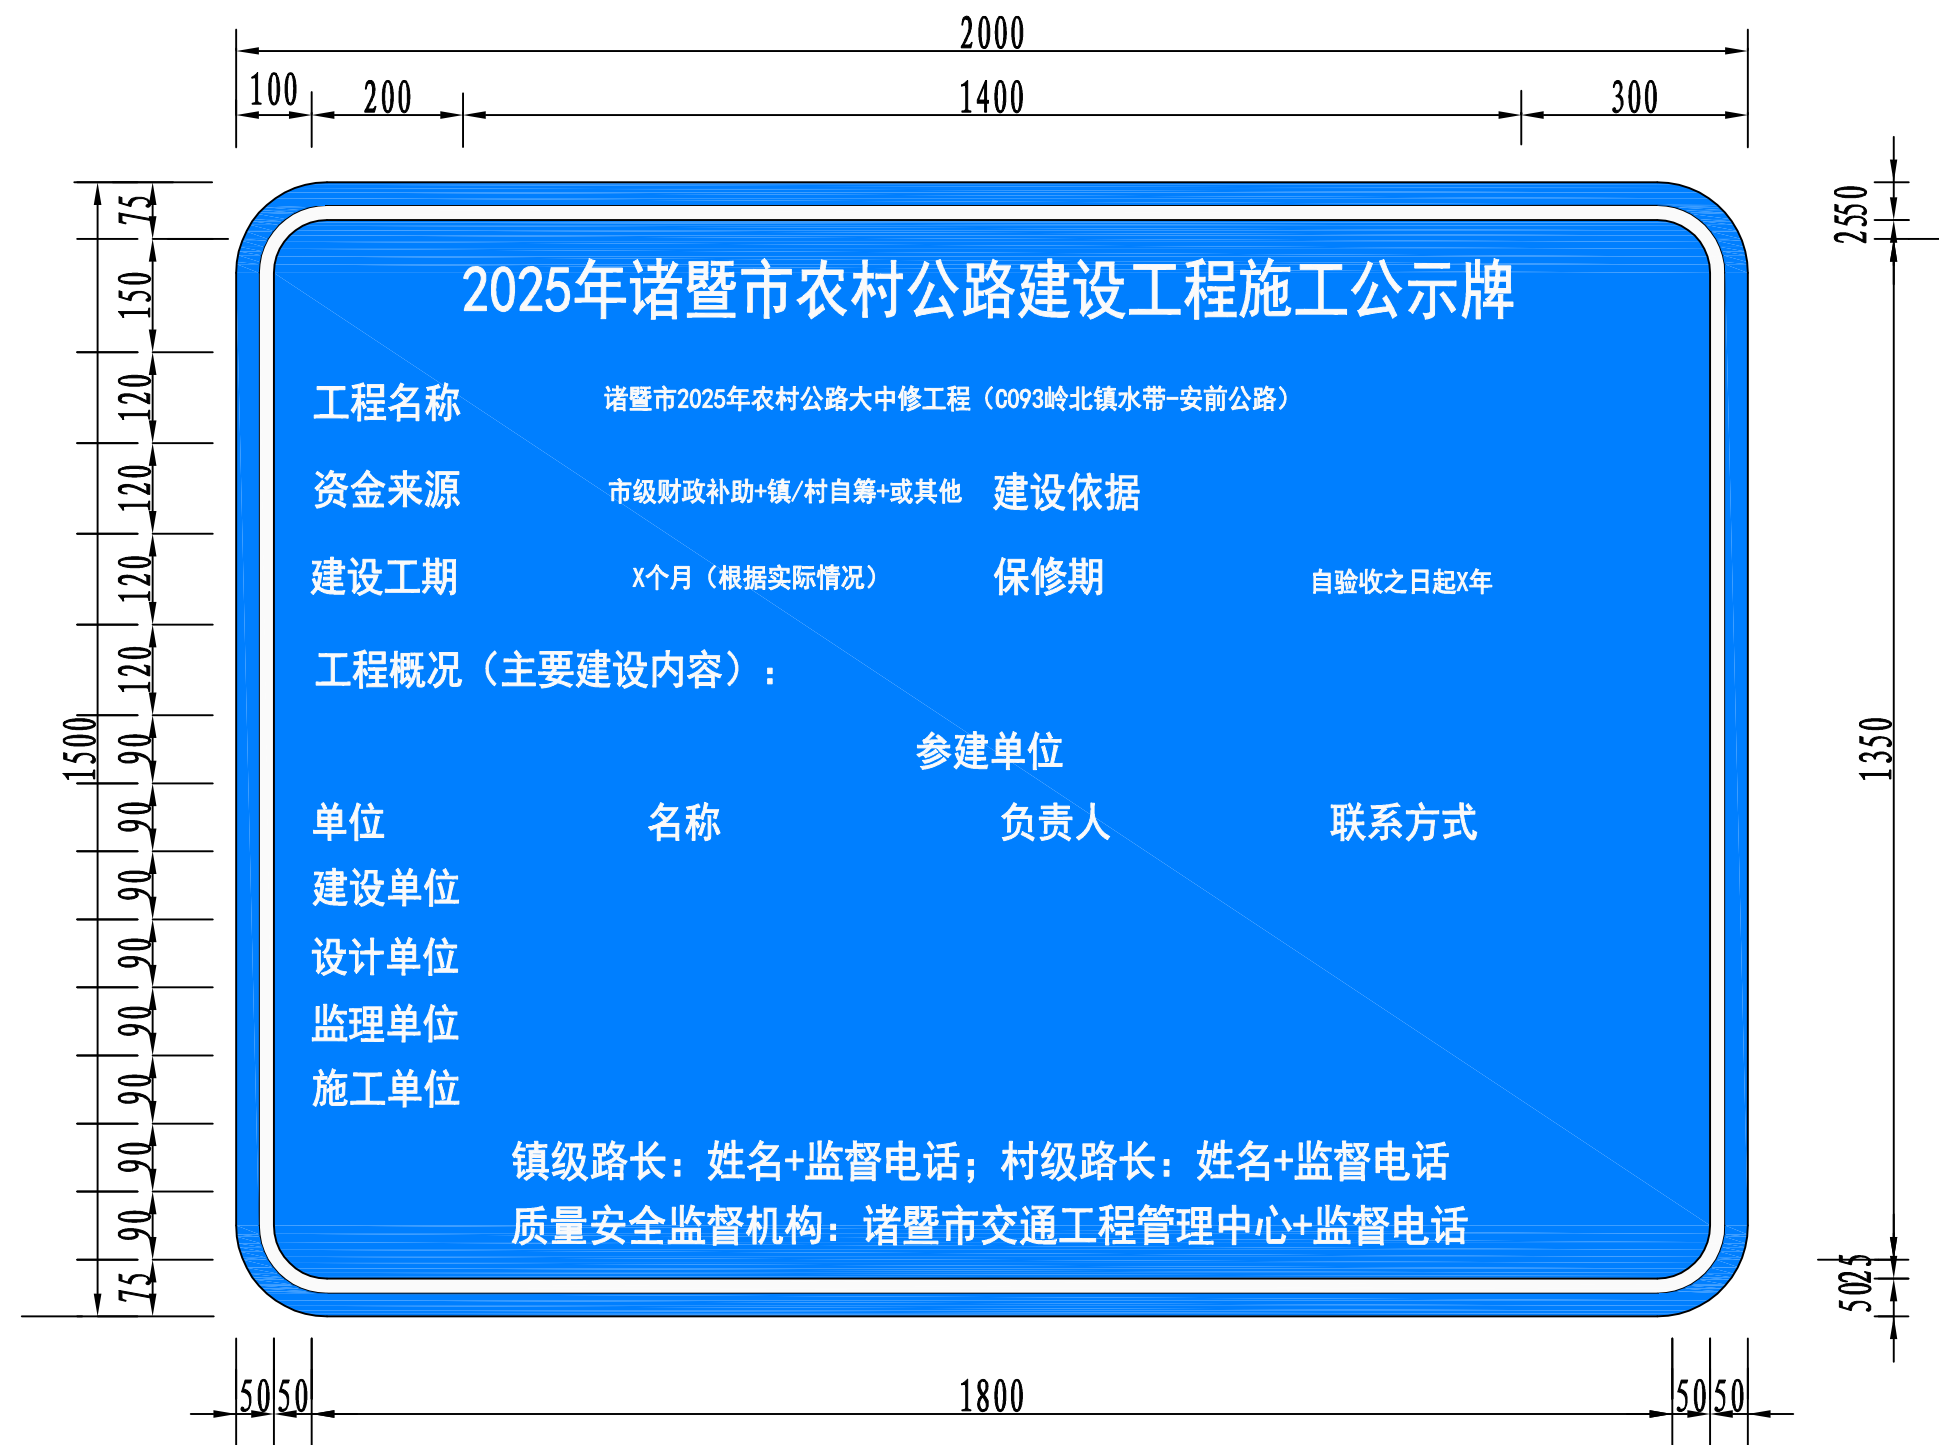 2000
100 200 1400 300
75
2550
150
2025年诸暨市农村公路建设工程施工公示牌
120
工程名称 诸暨市2025年农村公路大中修工程（C093岭北镇水带-安前公路）
120
资金来源 市级财政补助+镇/村自筹+或其他 建设依据
120
建设工期 X个月（根据实际情况） 保修期 自验收之日起X年
120
工程概况（主要建设内容）：
1500
90
参建单位
1350
90
单位 名称 负责人 联系方式
90
建设单位
90
设计单位
90
监理单位
90
施工单位
90
镇级路长：姓名+监督电话；村级路长：姓名+监督电话
90
质量安全监督机构：诸暨市交通工程管理中心+监督电话
75
5025
50 50 1800 50 50